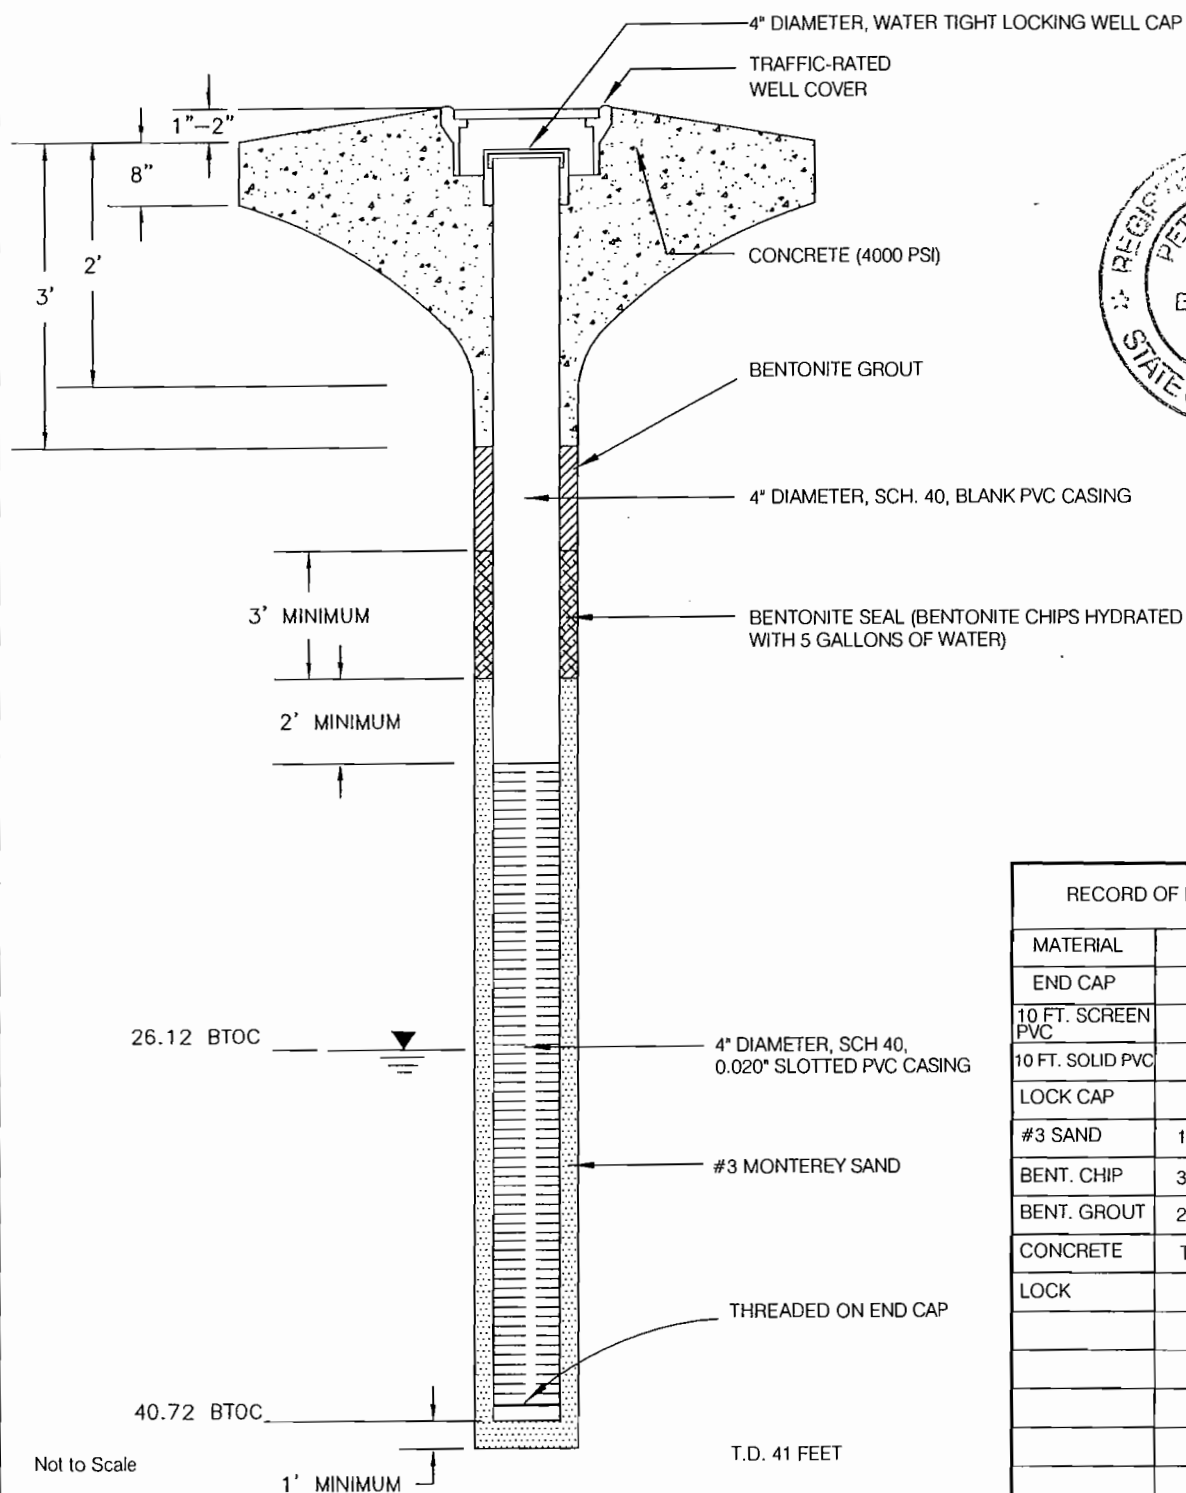 4" DIAMETER, WATER TIGHT LOCKING WELL CAP
TRAFFIC-RATED
WELL COVER
1"-2"
8"
2'
3'
CONCRETE (4000 PSI)
BENTONITE GROUT
4" DIAMETER, SCH. 40, BLANK PVC CASING
3' MINIMUM
BENTONITE SEAL (BENTONITE CHIPS HYDRATED
WITH 5 GALLONS OF WATER)
2' MINIMUM
26.12 BTOC
4" DIAMETER, SCH 40,
0.020" SLOTTED PVC CASING
#3 MONTEREY SAND
THREADED ON END CAP
40.72 BTOC
T.D. 41 FEET
Not to Scale
1' MINIMUM
STATE
RECORD OF
MATERIAL
END CAP
10 FT. SCREEN
PVC
10 FT. SOLID PVC
LOCK CAP
#3 SAND 1
BENT. CHIP 3
BENT. GROUT 2
CONCRETE
LOCK